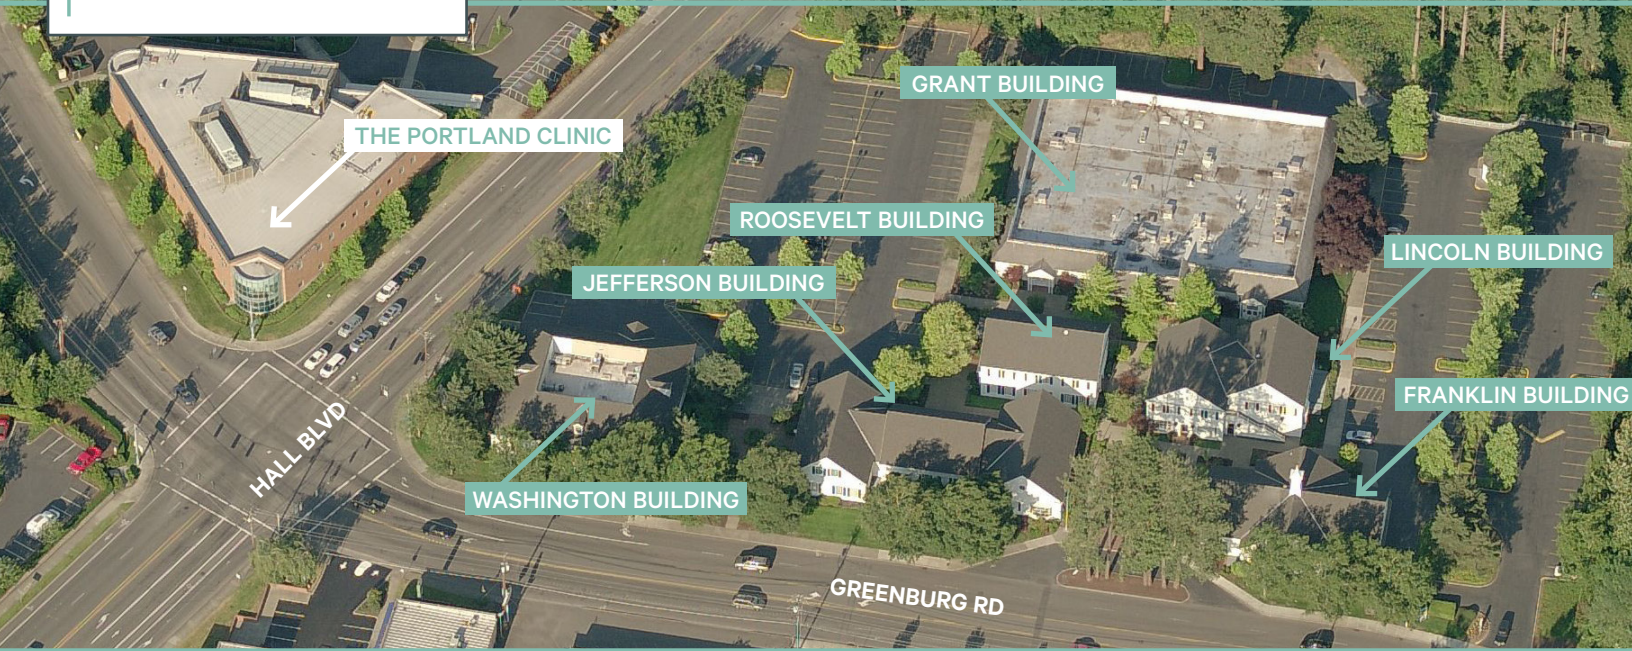 GRANT BUILDING
THE PORTLAND CLINIC
ROOSEVELT BUILDING
LINCOLN BUILDING
JEFFERSON BUILDING
FRANKLIN BUILDING
HALL BLVD
WASHINGTON BUILDING
GREENBURG RD